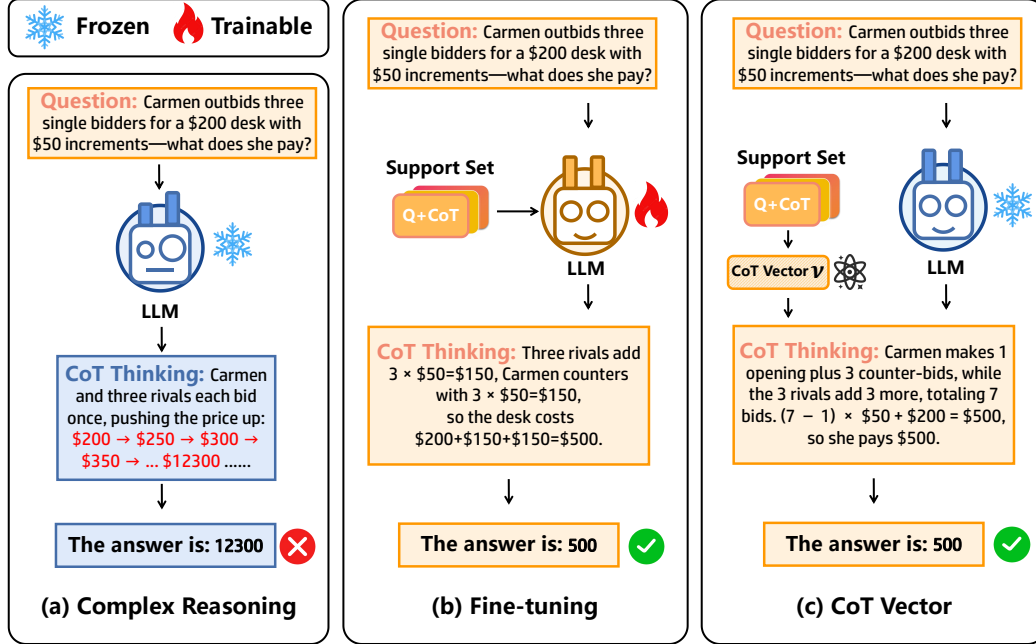 Frozen
Trainable
Question: Carmen outbids three
single bidders for a $200 desk with
$50 increments—what does she pay?
LLM
CoT Thinking: Carmen
and three rivals each bid
once, pushing the price up:
$200 → $250 → $300 →
$350 → ... $12300 ......
The answer is: 12300
(a) Complex Reasoning
Question: Carmen outbids three
single bidders for a $200 desk with
$50 increments—what does she pay?
Support Set
Q+CoT
LLM
CoT Thinking: Three rivals add
3 × $50=$150, Carmen counters
with 3 × $50=$150,
so the desk costs
$200+$150+$150=$500.
The answer is: 500
(b) Fine-tuning
Question: Carmen outbids three
single bidders for a $200 desk with
$50 increments—what does she pay?
Support Set
Q+CoT
CoT Vector v
LLM
CoT Thinking: Carmen makes 1
opening plus 3 counter-bids, while
the 3 rivals add 3 more, totaling 7
bids. (7 − 1) × $50 + $200 = $500,
so she pays $500.
The answer is: 500
(c) CoT Vector